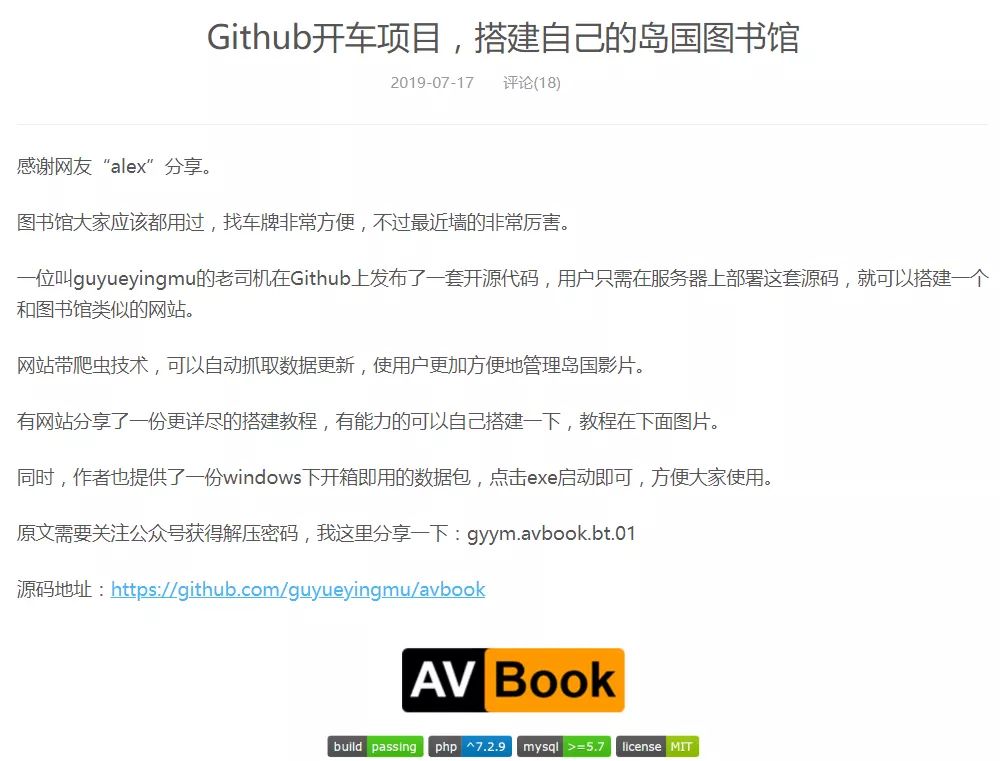 Github开车项目，搭建自己的岛国图书馆
2019-07-17 评论(18)
感谢网友“alex”分享。
图书馆大家应该都用过，找车牌非常方便，不过最近墙的非常厉害。
一位叫guyueyingmu的老司机在Github上发布了一套开源代码，用户只需在服务器上部署这套源码，就可以搭建一个
和图书馆类似的网站。
网站带爬虫技术，可以自动抓取数据更新，使用户更加方便地管理岛国影片。
有网站分享了一份更详尽的搭建教程，有能力的可以自己搭建一下，教程在下面图片。
同时，作者也提供了一份windows下开箱即用的数据包，点击exe启动即可，方便大家使用。
原文需要关注公众号获得解压密码，我这里分享一下：gyym.avbook.bt.01
源码地址：https://github.com/guyueyingmu/avbook
AV Book
build passing php ^7.2.9 mysql >=5.7 license MIT